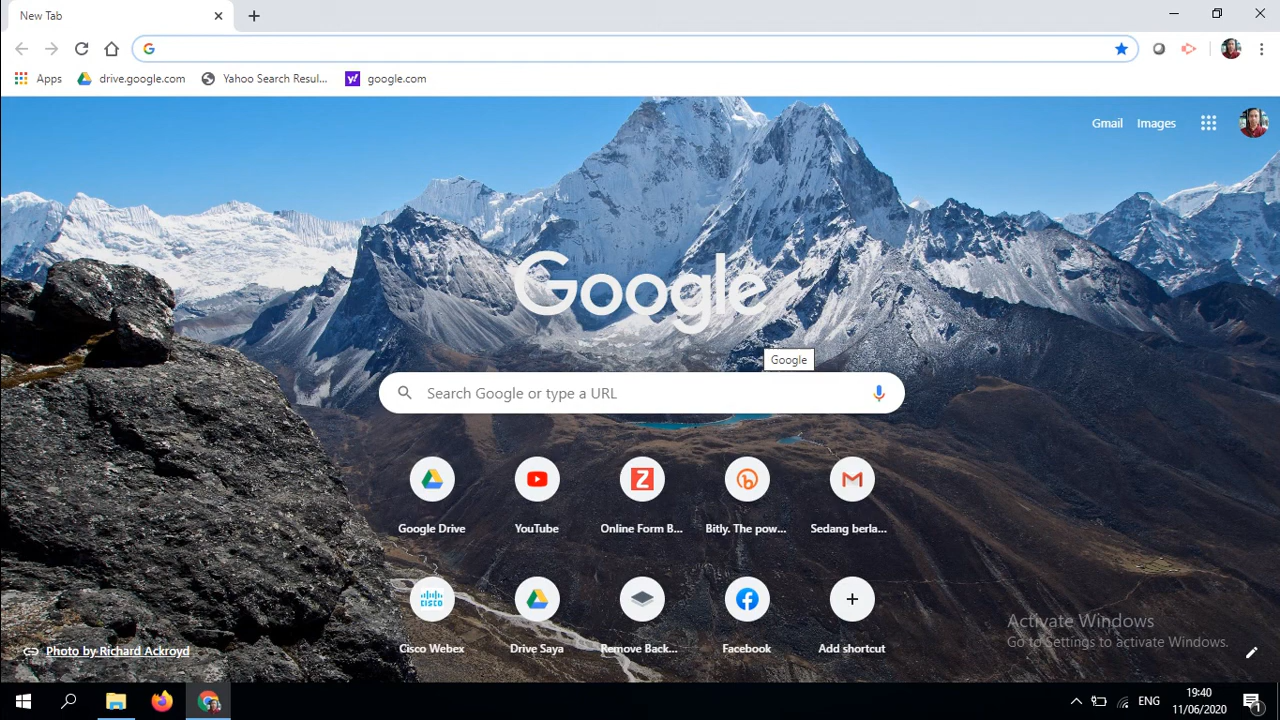 New Tab
Apps
drive.google.com
Yahoo Search Resul...
google.com
Gmail
Images
Google
Google
Search Google or type a URL
Google Drive
YouTube
Online Form B...
Bitly. The pow...
Sedang berla...
cisco
Cisco Webex
Drive Saya
Remove Back...
Facebook
Add shortcut
Photo by Richard Ackroyd
Activate Windows
Go to Settings to activate Windows.
ENG
19:40
11/06/2020
1